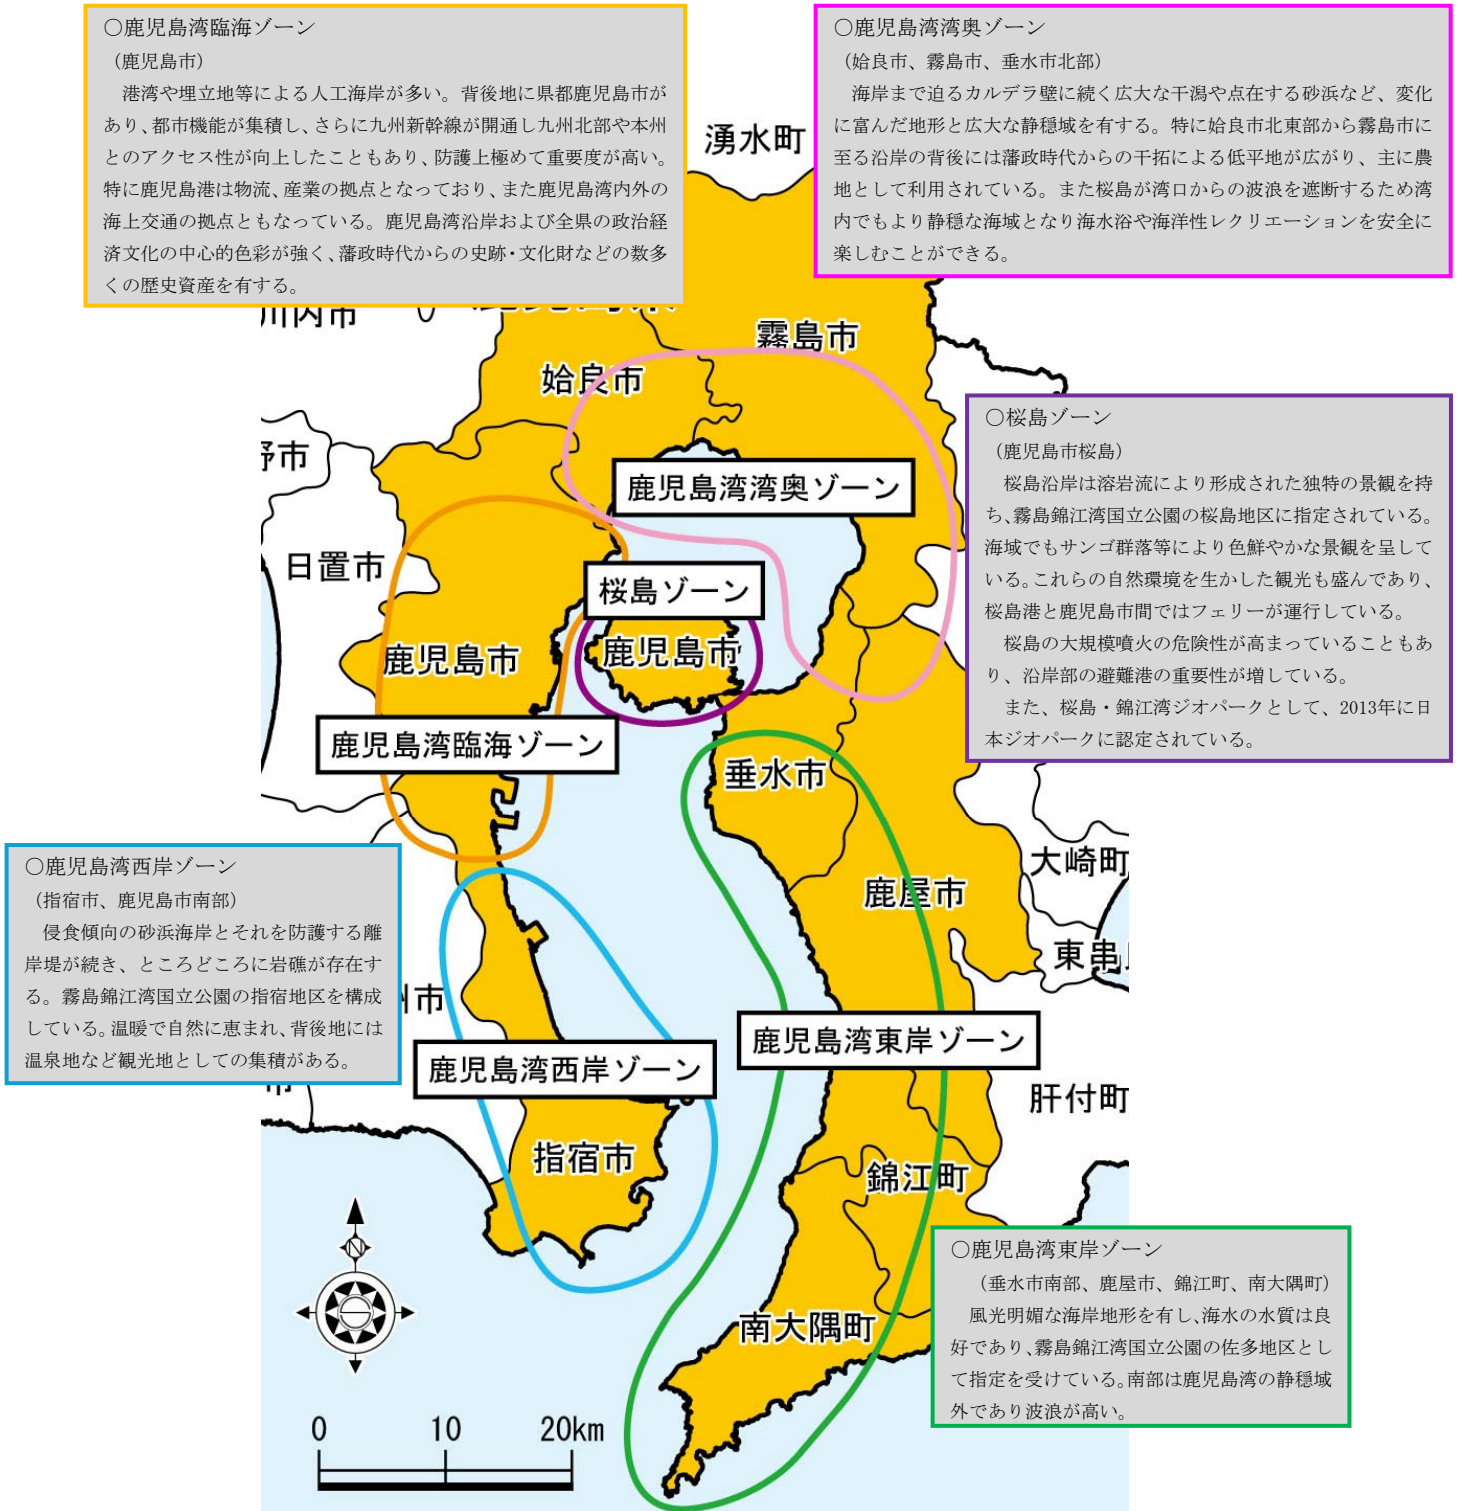 ○鹿児島湾臨海ゾーン
（鹿児島市）
港湾や埋立地等による人工海岸が多い。背後地に県都鹿児島市が
あり、都市機能が集積し、さらに九州新幹線が開通し九州北部や本州
とのアクセス性が向上したこともあり、防護上極めて重要度が高い。
特に鹿児島港は物流、産業の拠点となっており、また鹿児島湾内外の
海上交通の拠点ともなっている。鹿児島湾沿岸および全県の政治経
済文化の中心的色彩が強く、藩政時代からの史跡・文化財などの数多
くの歴史資産を有する。
○鹿児島湾湾奥ゾーン
（姶良市、霧島市、垂水市北部）
海岸まで迫るカルデラ壁に続く広大な干潟や点在する砂浜など、変化
に富んだ地形と広大な静穏域を有する。特に姶良市北東部から霧島市に
至る沿岸の背後には藩政時代からの干拓による低平地が広がり、主に農
地として利用されている。また桜島が湾口からの波浪を遮断するため湾
内でもより静穏な海域となり海水浴や海洋性レクリエーションを安全に
楽しむことができる。
湧水町
川内市
霧島市
姶良市
野市
鹿児島湾湾奥ゾーン
日置市
桜島ゾーン
鹿児島市
鹿児島市
鹿児島湾臨海ゾーン
垂水市
○桜島ゾーン
（鹿児島市桜島）
桜島沿岸は溶岩流により形成された独特の景観を持
ち、霧島錦江湾国立公園の桜島地区に指定されている。
海域でもサンゴ群落等により色鮮やかな景観を呈して
いる。これらの自然環境を生かした観光も盛んであり、
桜島港と鹿児島市間ではフェリーが運行している。
桜島の大規模噴火の危険性が高まっていることもあ
り、沿岸部の避難港の重要性が増している。
また、桜島・錦江湾ジオパークとして、2013年に日
本ジオパークに認定されている。
大崎町
鹿屋市
東串
○鹿児島湾西岸ゾーン
（指宿市、鹿児島市南部）
侵食傾向の砂浜海岸とそれを防護する離
岸堤が続き、ところどころに岩礁が存在す
る。霧島錦江湾国立公園の指宿地区を構成
している。温暖で自然に恵まれ、背後地には
温泉地など観光地としての集積がある。
州市
市
鹿児島湾東岸ゾーン
鹿児島湾西岸ゾーン
肝付町
指宿市
錦江町
南大隅町
○鹿児島湾東岸ゾーン
（垂水市南部、鹿屋市、錦江町、南大隅町）
風光明媚な海岸地形を有し、海水の水質は良
好であり、霧島錦江湾国立公園の佐多地区とし
て指定を受けている。南部は鹿児島湾の静穏域
外であり波浪が高い。
N
0 10 20km